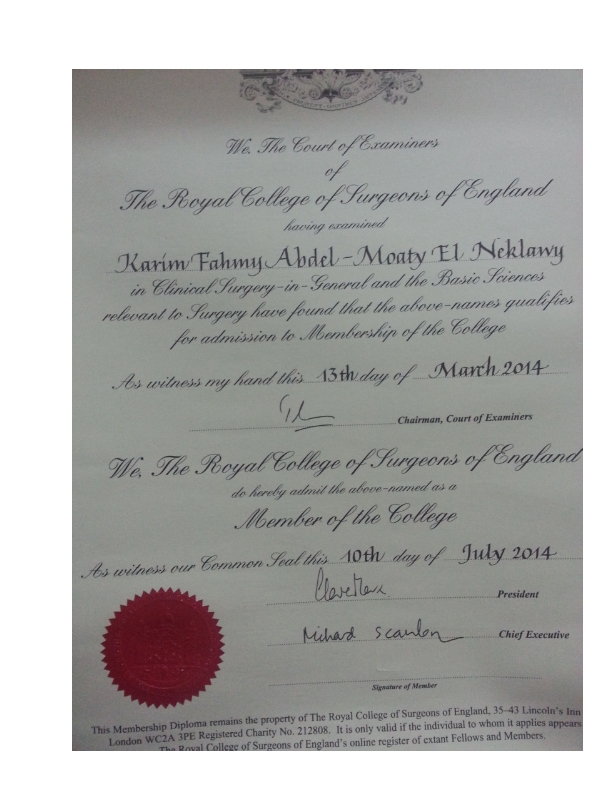 We, The Court of Examiners
of
The Royal College of Surgeons of England
having examined
Karim Fahmy Abdel-Moaty El Neklawy
in Clinical Surgery-in-General and the Basic Sciences
relevant to Surgery have found that the above-names qualifies
for admission to Membership of the College
As witness my hand this 13th day of March 2014
Chairman, Court of Examiners
We, The Royal College of Surgeons of England
do hereby admit the above-named as a
Member of the College
As witness our Common Seal this 10th day of July 2014
President
Richard Scanlon Chief Executive
Signature of Member
This Membership Diploma remains the property of The Royal College of Surgeons of England, 35-43 Lincoln's Inn
London WC2A 3PE Registered Charity No. 212808. It is only valid if the individual to whom it applies appears
The Royal College of Surgeons of England's online register of extant Fellows and Members.